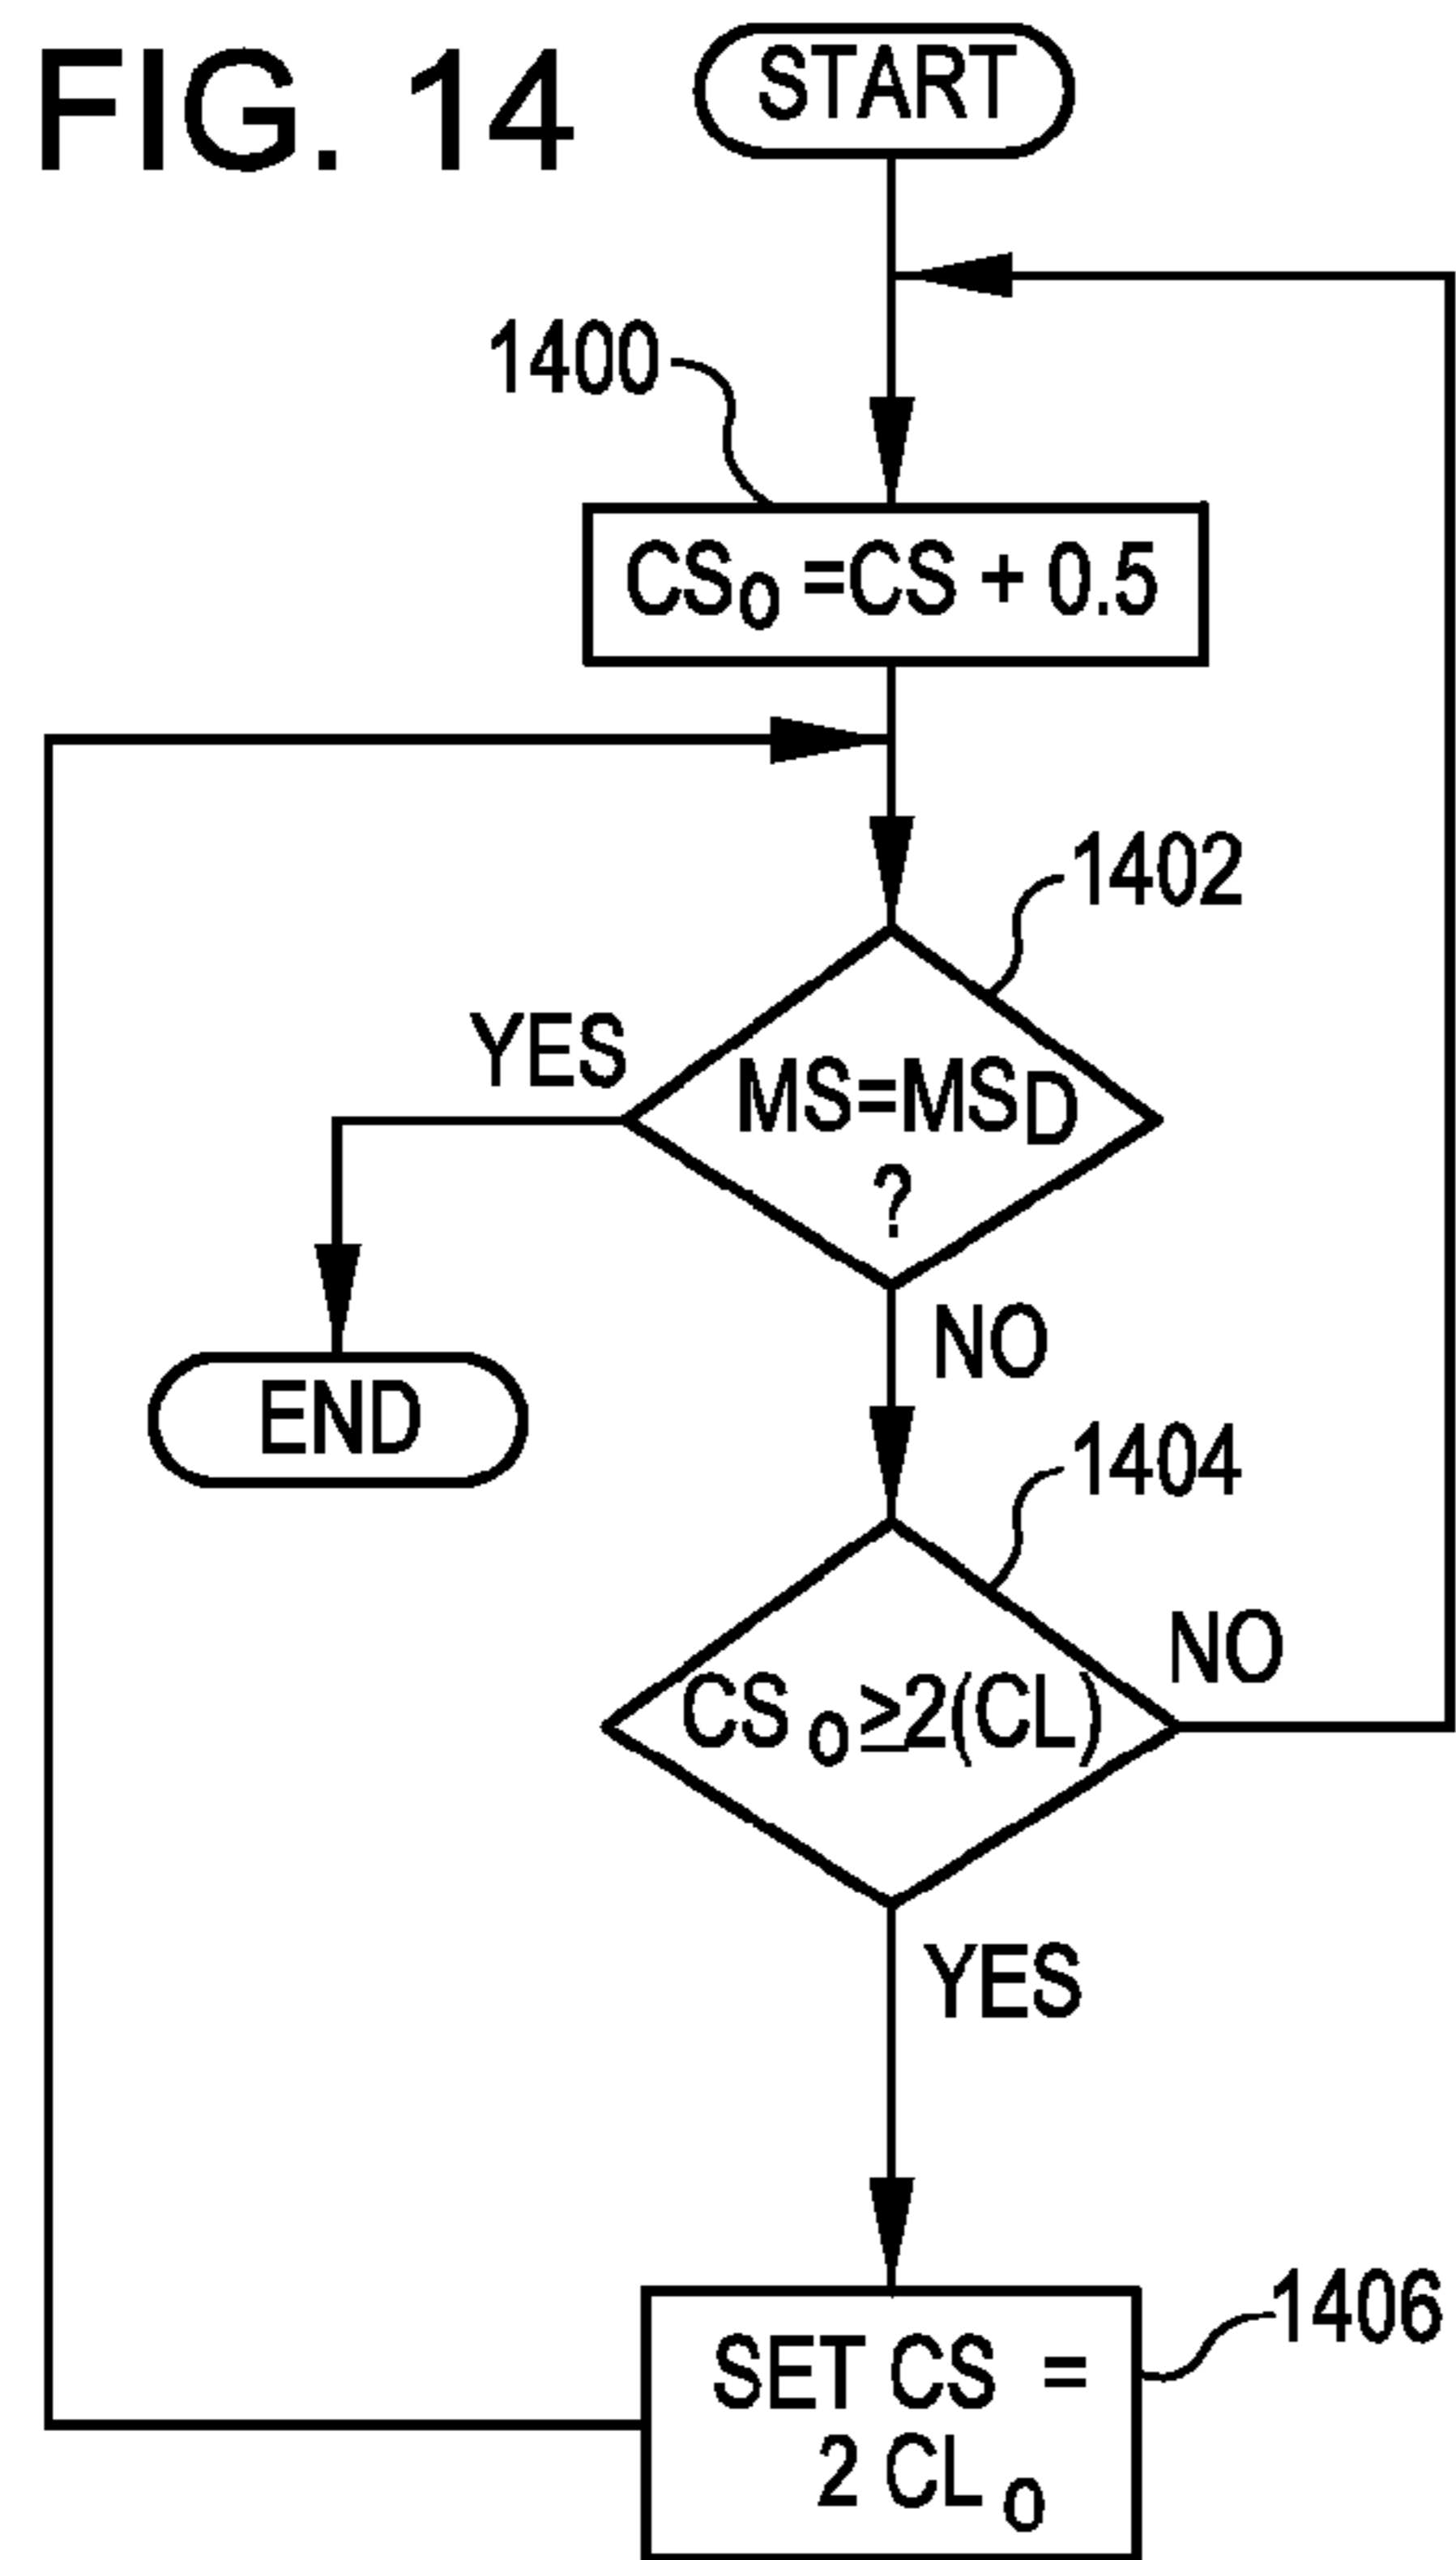 FIG. 14
START
1400
CSo =CS + 0.5
1402
YES
MS=MSD
?
NO
END
1404
NO
CS o ≥2(CL)
YES
1406
SET CS =
2 CL o